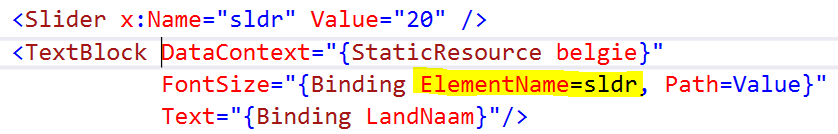 <Slider x:Name="sldr" Value="20" />
<TextBlock DataContext="{StaticResource belgie}"
FontSize="{Binding ElementName=sldr, Path=Value}"
Text="{Binding LandNaam}"/>